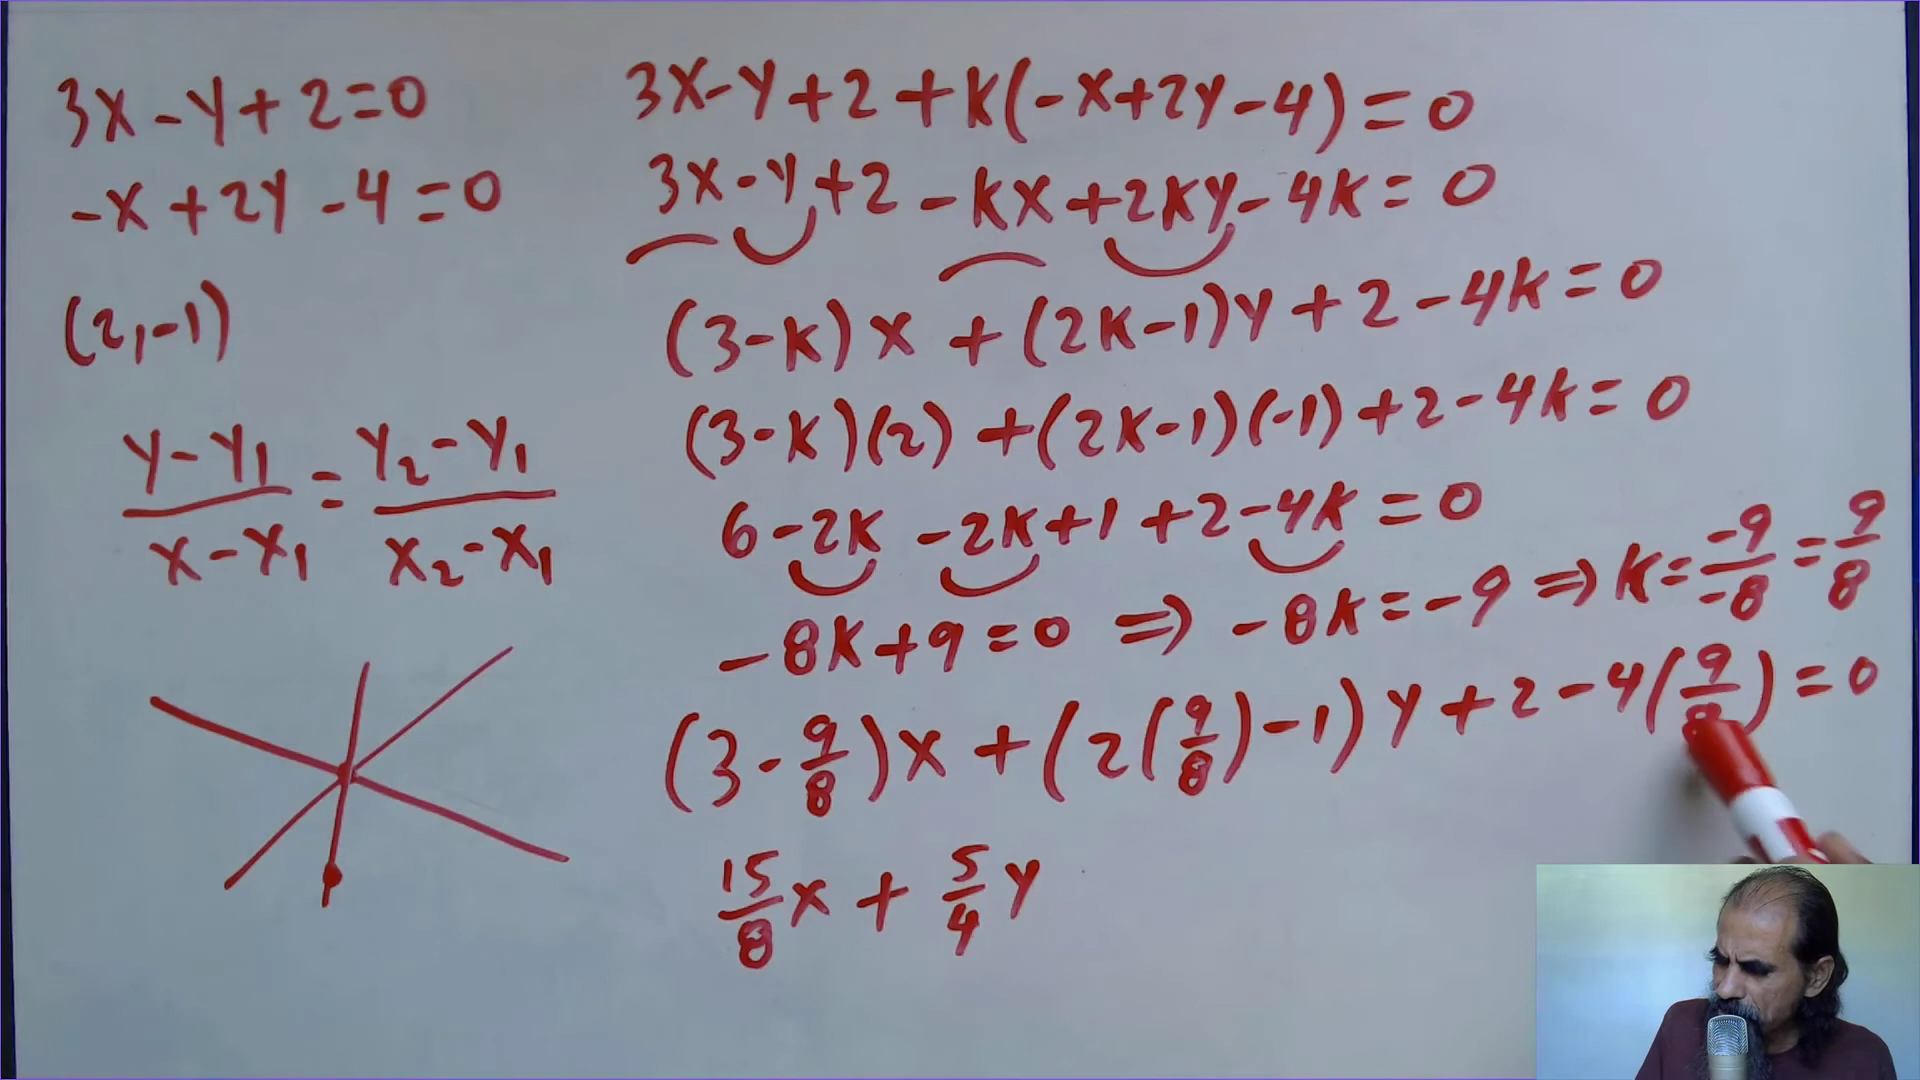 3x-y+2=0
-x+2y-4=0
(2,-1)
y-y₁/x-x₁ = y₂-y₁/x₂-x₁
3x-y+2+k(-x+2y-4)=0
3x-y+2-kx+2ky-4k=0
(3-k)x+(2k-1)y+2-4k=0
(3-k)(2)+(2k-1)(-1)+2-4k=0
6-2k-2k+1+2-4k=0
-8k+9=0 ⇒ -8k=-9 ⇒ k=-9/-8=9/8
(3-9/8)x+(2(9/8)-1)y+2-4(9/8)=0
15/8x+5/4y